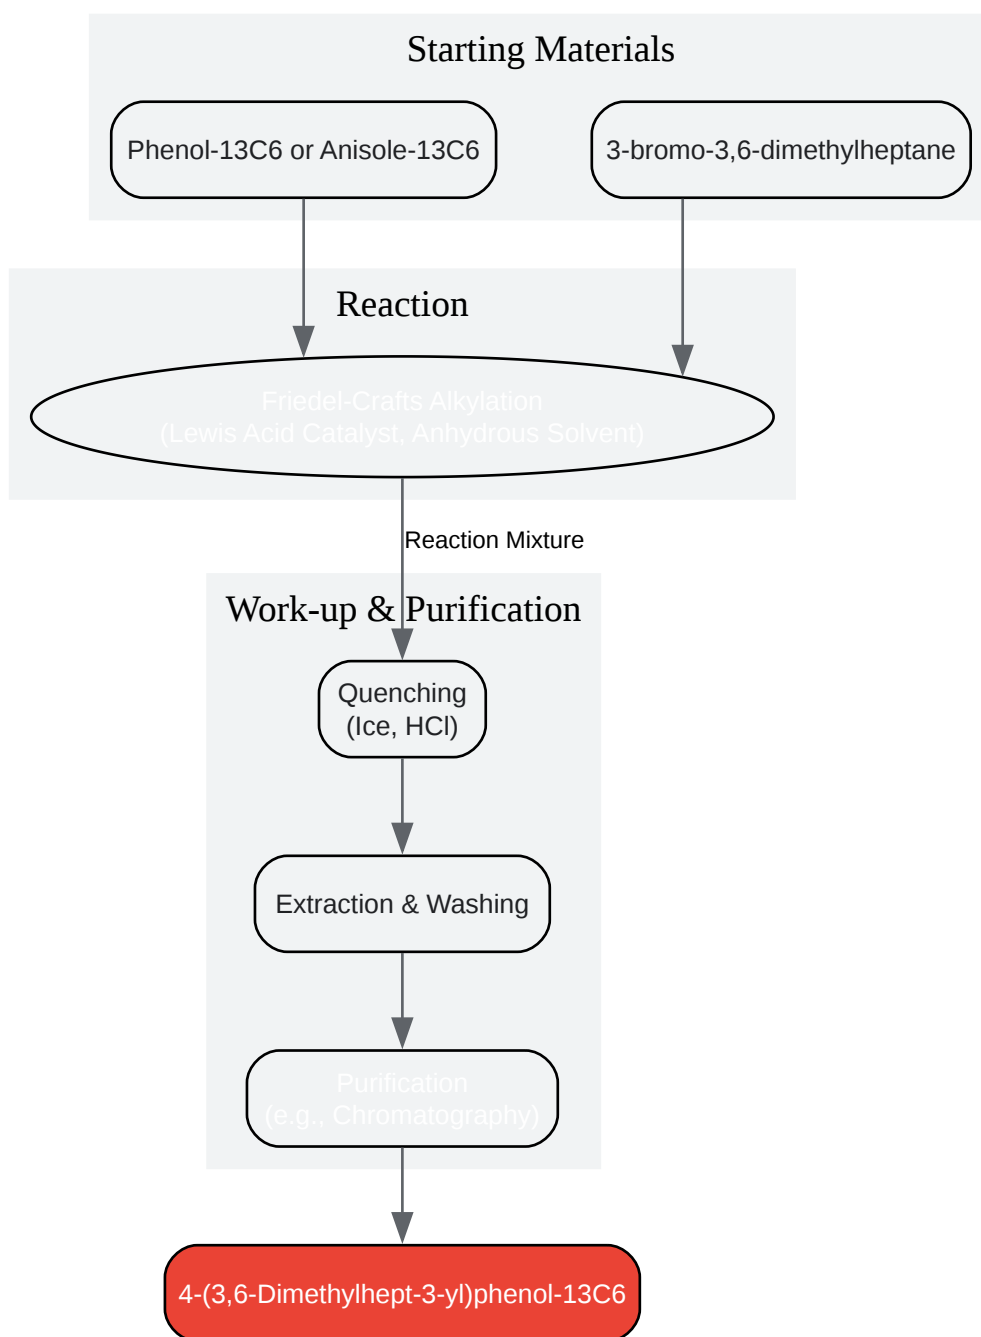 Starting Materials
Phenol-13C6 or Anisole-13C6
3-bromo-3,6-dimethylheptane
Reaction
Friedel-Crafts Alkylation
(Lewis Acid Catalyst, Anhydrous Solvent)
Reaction Mixture
Work-up & Purification
Quenching
(Ice, HCl)
Extraction & Washing
Purification
(e.g., Chromatography)
4-(3,6-Dimethylhept-3-yl)phenol-13C6